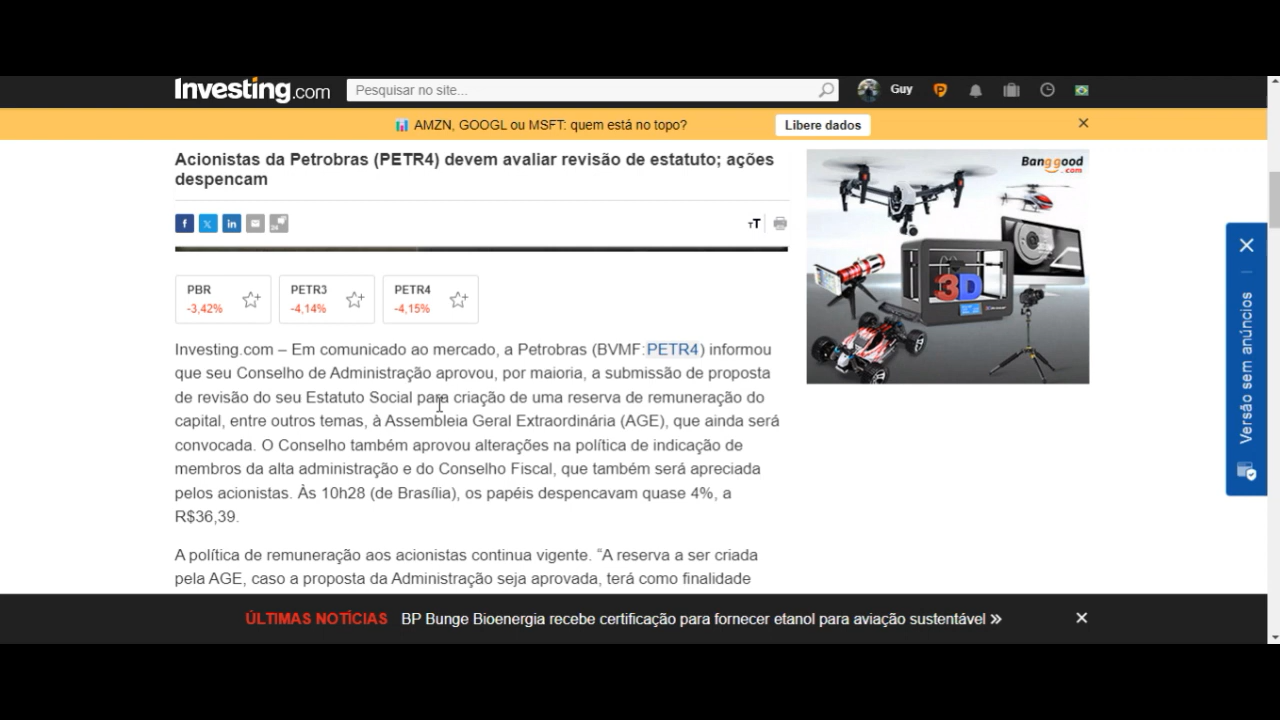 Investing.com
Pesquisar no site...
Guy
AMZN, GOOGL ou MSFT: quem está no topo?
Libere dados
Acionistas da Petrobras (PETR4) devem avaliar revisão de estatuto; ações
despencam
PBR
-3,42%
PETR3
-4,14%
PETR4
-4,15%
Investing.com – Em comunicado ao mercado, a Petrobras (BVMF:PETR4) informou
que seu Conselho de Administração aprovou, por maioria, a submissão de proposta
de revisão do seu Estatuto Social para criação de uma reserva de remuneração do
capital, entre outros temas, à Assembleia Geral Extraordinária (AGE), que ainda será
convocada. O Conselho também aprovou alterações na política de indicação de
membros da alta administração e do Conselho Fiscal, que também será apreciada
pelos acionistas. Às 10h28 (de Brasília), os papéis despencavam quase 4%, a
R$36,39.
A política de remuneração aos acionistas continua vigente. “A reserva a ser criada
pela AGE, caso a proposta da Administração seja aprovada, terá como finalidade
Banggood
.com
3D
Versão sem anúncios
ÚLTIMAS NOTÍCIAS BP Bunge Bioenergia recebe certificação para fornecer etanol para aviação sustentável »